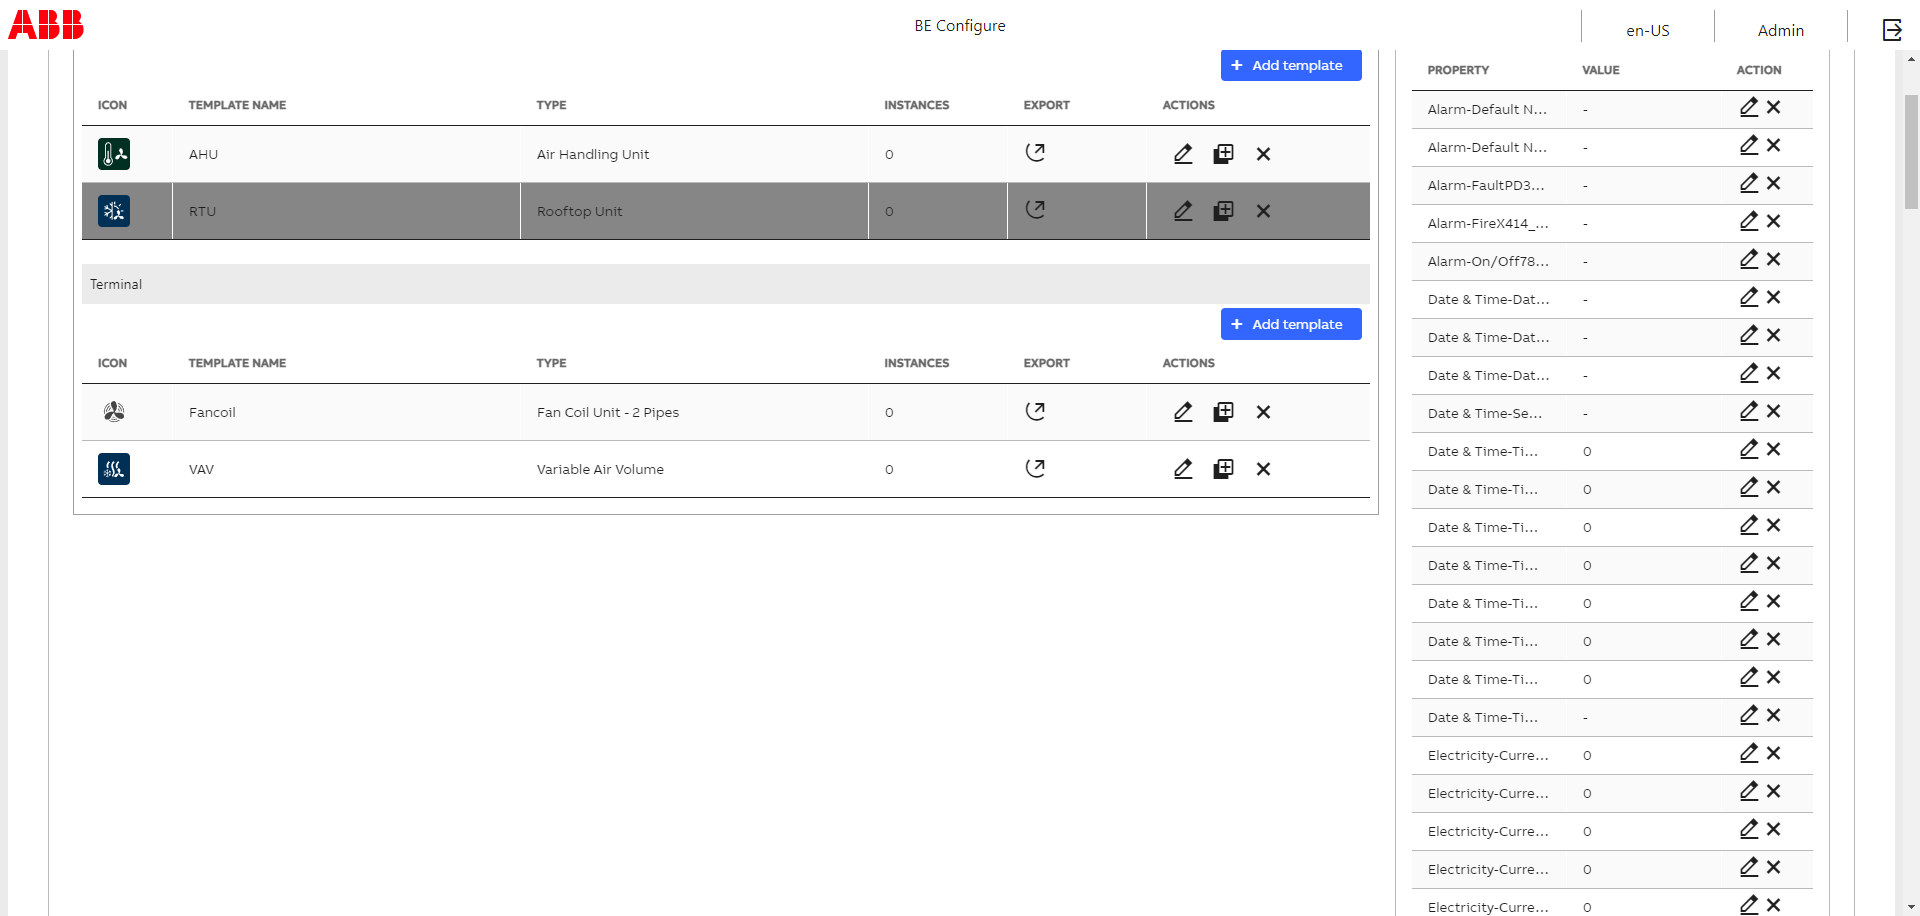 ABB
BE Configure
en-US
Admin
+ Add template
ICON TEMPLATE NAME TYPE INSTANCES EXPORT ACTIONS
AHU Air Handling Unit 0
RTU Rooftop Unit 0
Terminal
+ Add template
ICON TEMPLATE NAME TYPE INSTANCES EXPORT ACTIONS
Fancoil Fan Coil Unit - 2 Pipes 0
VAV Variable Air Volume 0
PROPERTY VALUE ACTION
Alarm-Default N... -
Alarm-Default N... -
Alarm-FaultPD3... -
Alarm-FireX414_... -
Alarm-On/Off78... -
Date & Time-Dat... -
Date & Time-Dat... -
Date & Time-Dat... -
Date & Time-Se... -
Date & Time-Ti... 0
Date & Time-Ti... 0
Date & Time-Ti... 0
Date & Time-Ti... 0
Date & Time-Ti... 0
Date & Time-Ti... 0
Date & Time-Ti... 0
Date & Time-Ti... -
Electricity-Curre... 0
Electricity-Curre... 0
Electricity-Curre... 0
Electricity-Curre... 0
Electricity-Curre... 0